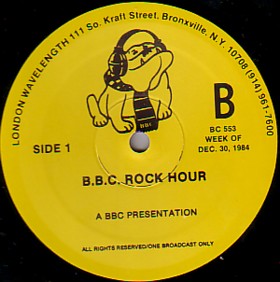 LONDON WAVELENGTH 111 So. Kraft Street, Bronxville, N.Y. 10708 (914) 961-7600
BBC
B
BC 553
WEEK OF
DEC. 30, 1984
SIDE 1
B.B.C. ROCK HOUR
A BBC PRESENTATION
ALL RIGHTS RESERVED/ONE BROADCAST ONLY